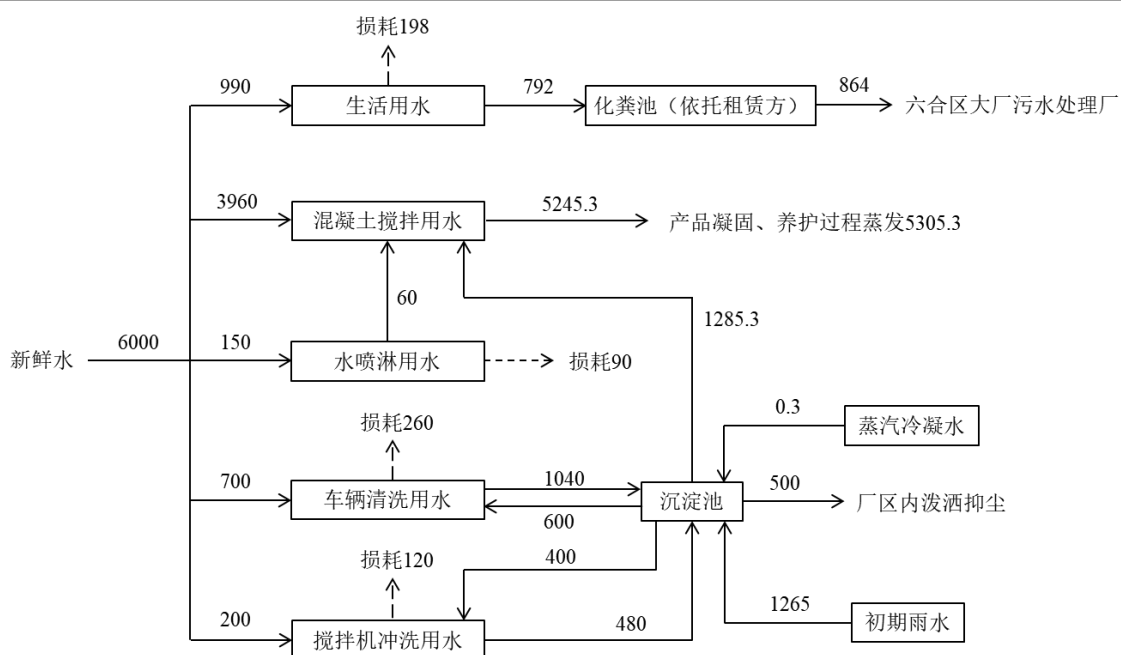 损耗198
990
生活用水
792
化粪池（依托租赁方）
864
六合区大厂污水处理厂
3960
混凝土搅拌用水
5245.3
产品凝固、养护过程蒸发5305.3
60
1285.3
新鲜水
6000
150
水喷淋用水
损耗90
0.3
蒸汽冷凝水
损耗260
700
车辆清洗用水
1040
600
沉淀池
500
厂区内泼洒抑尘
损耗120
400
200
搅拌机冲洗用水
480
1265
初期雨水